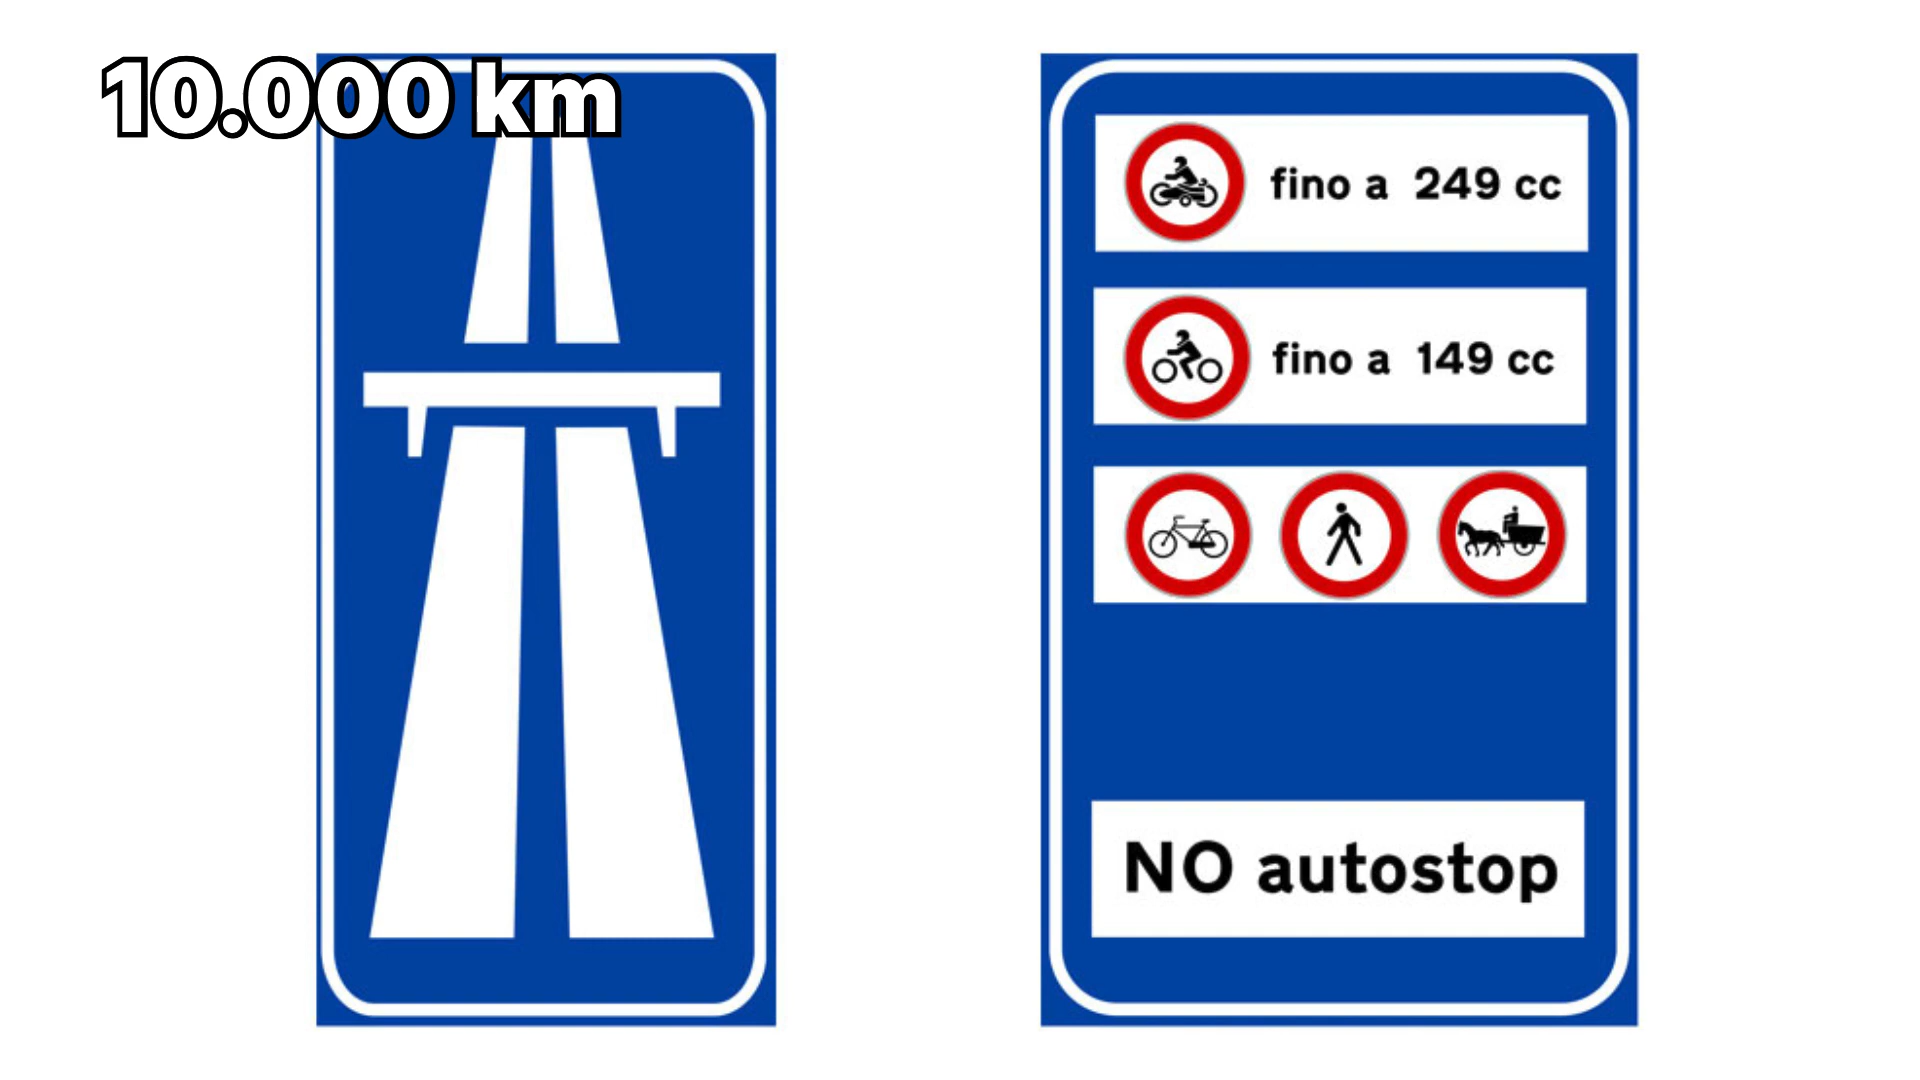 10.000 km
fino a 249 cc
fino a 149 cc
NO autostop